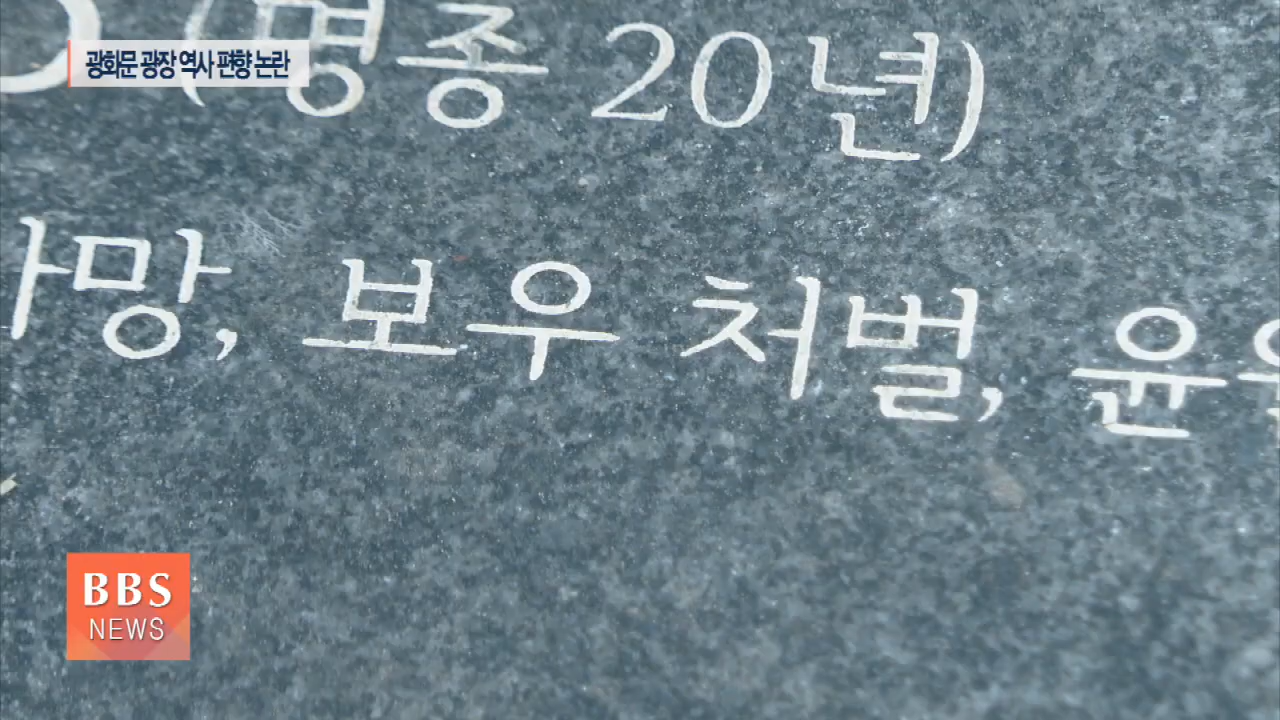 광화문 광장 역사 편향 논란
(명종 20년)
망, 보우 처벌, 윤
BBS
NEWS